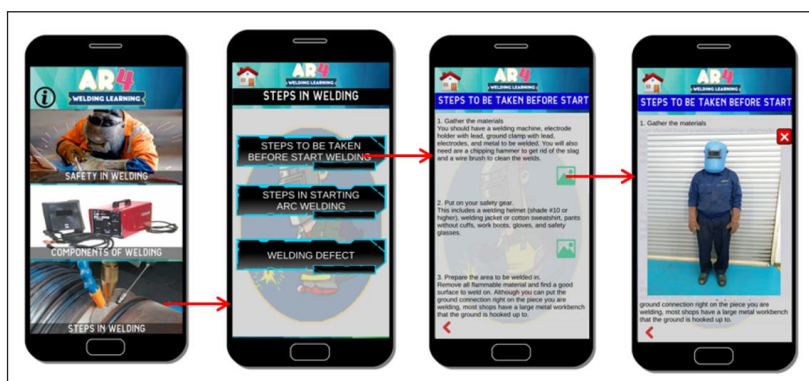 AR4
WELDING LEARNING
SAFETY IN WELDING
COMPONENTS OF WELDING
STEPS IN WELDING
AR4
WELDING LEARNING
STEPS IN WELDING
STEPS TO BE TAKEN
BEFORE START WELDING
STEPS IN STARTING
ARC WELDING
WELDING DEFECT
AR4
WELDING LEARNING
STEPS TO BE TAKEN BEFORE START
1. Gather the materials
You should have a welding machine, electrode
holder with lead, ground clamp with lead,
electrodes, and metal to be welded. You will also
need are a chipping hammer to get rid of the slag
and a wire brush to clean the welds.
2. Put on your safety gear.
This includes a welding helmet (shade #10 or
higher), welding jacket or cotton sweatshirt, pants
without cuffs, work boots, gloves, and safety
glasses.
3. Prepare the area to be welded in.
Remove all flammable material and find a good
surface to weld on. Although you can put the
ground connection right on the piece you are
welding, most shops have a large metal workbench
that the ground is hooked up to.
AR4
WELDING LEARNING
STEPS TO BE TAKEN BEFORE START
1. Gather the materials
ground connection right on the piece you are
welding, most shops have a large metal workbench
that the ground is hooked up to.